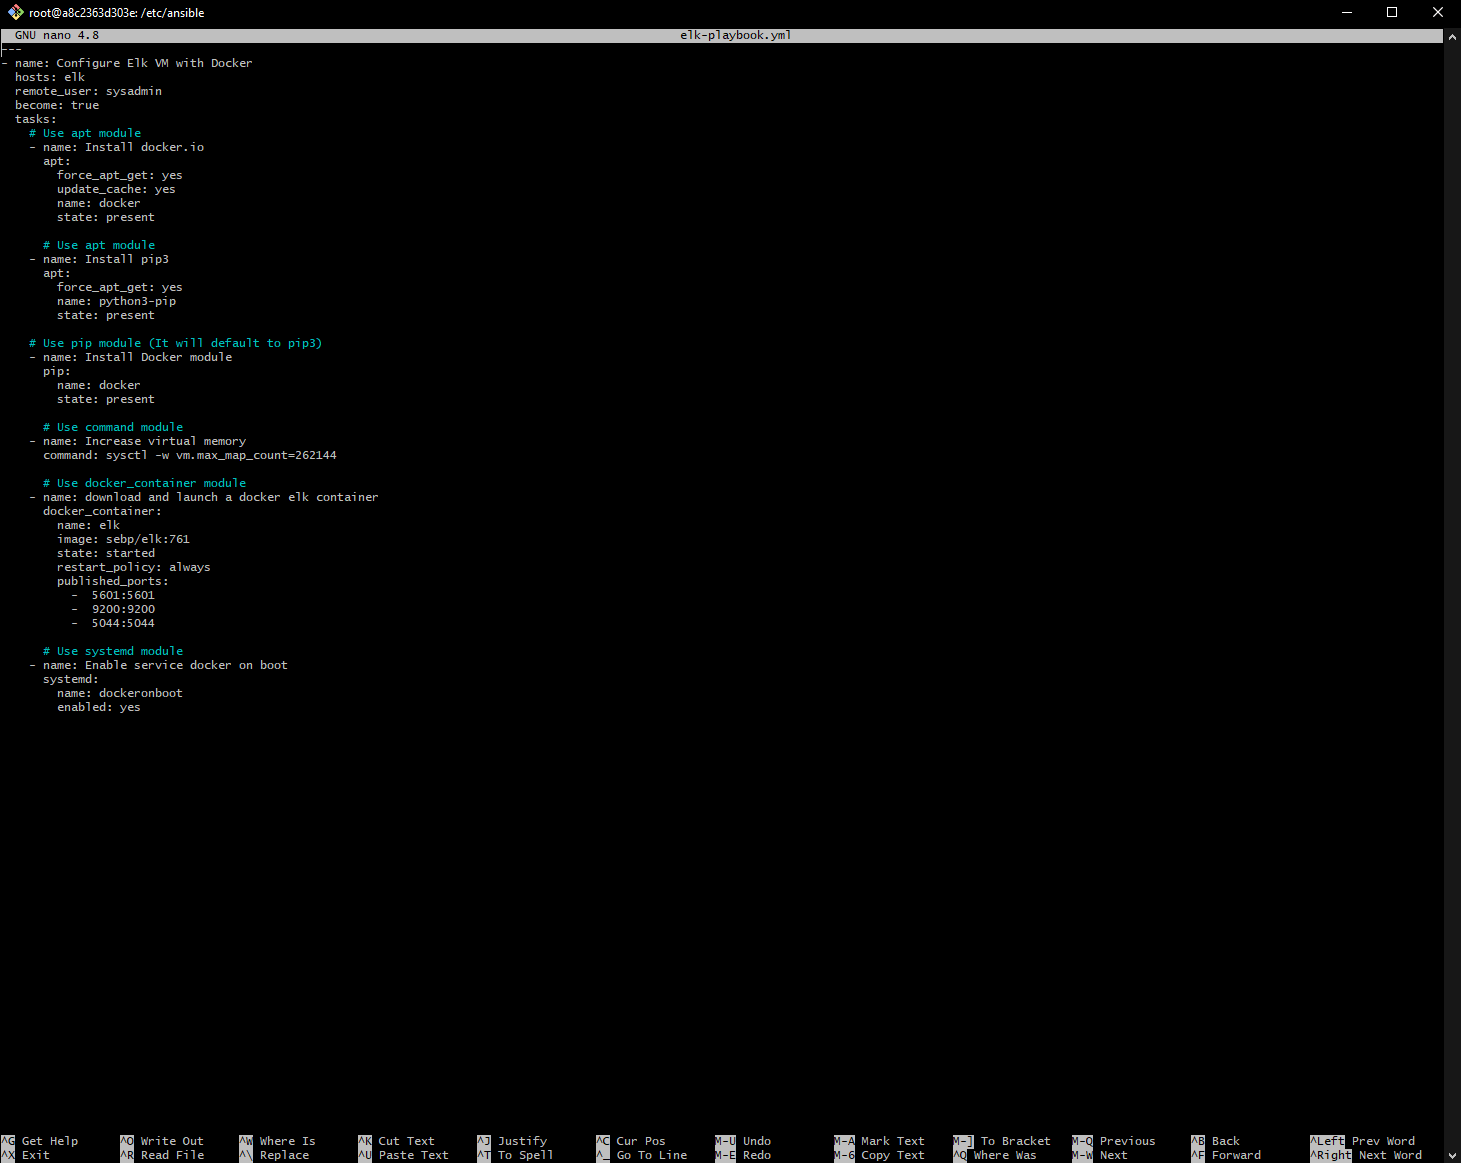 root@a8c2363d303e: /etc/ansible
GNU nano 4.8 elk-playbook.yml
---
- name: Configure Elk VM with Docker
  hosts: elk
  remote_user: sysadmin
  become: true
  tasks:
    # Use apt module
    - name: Install docker.io
      apt:
        force_apt_get: yes
        update_cache: yes
        name: docker
        state: present

      # Use apt module
    - name: Install pip3
      apt:
        force_apt_get: yes
        name: python3-pip
        state: present

    # Use pip module (It will default to pip3)
    - name: Install Docker module
      pip:
        name: docker
        state: present

      # Use command module
    - name: Increase virtual memory
      command: sysctl -w vm.max_map_count=262144

      # Use docker_container module
    - name: download and launch a docker elk container
      docker_container:
        name: elk
        image: sebp/elk:761
        state: started
        restart_policy: always
        published_ports:
          -  5601:5601
          -  9200:9200
          -  5044:5044

      # Use systemd module
    - name: Enable service docker on boot
      systemd:
        name: dockeronboot
        enabled: yes
^G Get Help ^O Write Out ^W Where Is ^K Cut Text ^J Justify ^C Cur Pos M-U Undo M-A Mark Text M-] To Bracket M-Q Previous ^B Back ^Left Prev Word
^X Exit ^R Read File ^\ Replace ^U Paste Text ^T To Spell ^_ Go To Line M-E Redo M-6 Copy Text ^Q Where Was M-W Next ^F Forward ^Right Next Word